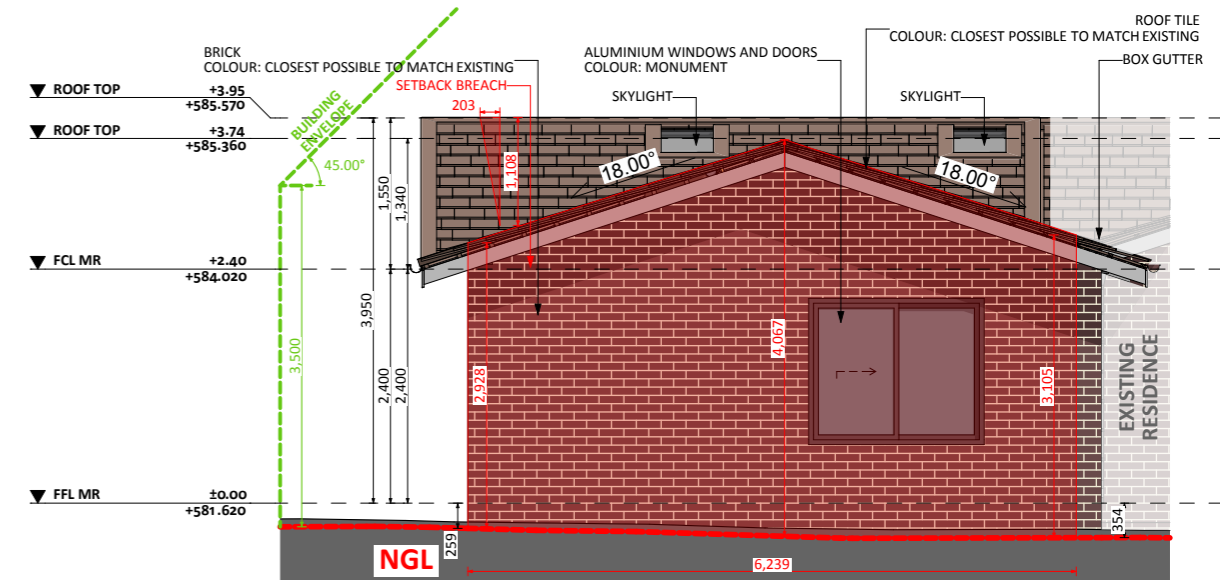 BRICK
COLOUR: CLOSEST POSSIBLE TO MATCH EXISTING
ALUMINIUM WINDOWS AND DOORS
COLOUR: MONUMENT
ROOF TILE
COLOUR: CLOSEST POSSIBLE TO MATCH EXISTING
BOX GUTTER
SETBACK BREACH
203
SKYLIGHT
SKYLIGHT
ROOF TOP +3.95
+585.570
ROOF TOP +3.74
+585.360
BUILDING
ENVELOPE
45.00°
1,108
18.00°
18.00°
1,550
1,340
FCL MR +2.40
+584.020
3,950
3,500
2,400
2,400
2,928
4,067
3,105
EXISTING
RESIDENCE
FFL MR ±0.00
+581.620
259
354
NGL
6,239